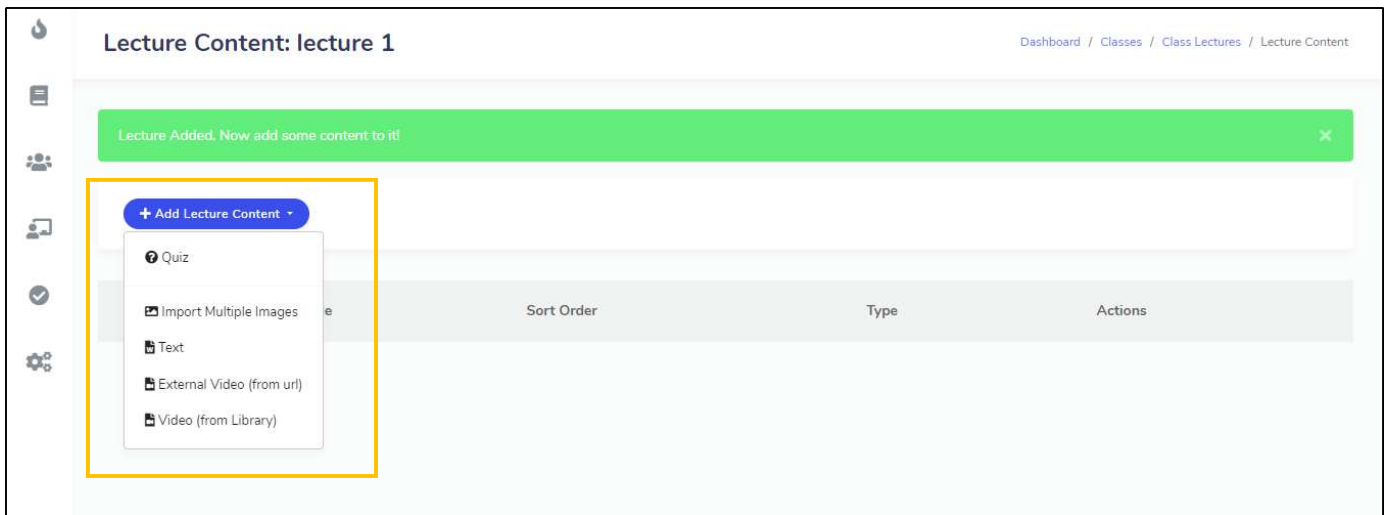 Lecture Content: lecture 1
Dashboard / Classes / Class Lectures / Lecture Content
Lecture Added. Now add some content to it!
+ Add Lecture Content
Quiz
Import Multiple Images
Text
External Video (from url)
Video (from Library)
e Sort Order Type Actions